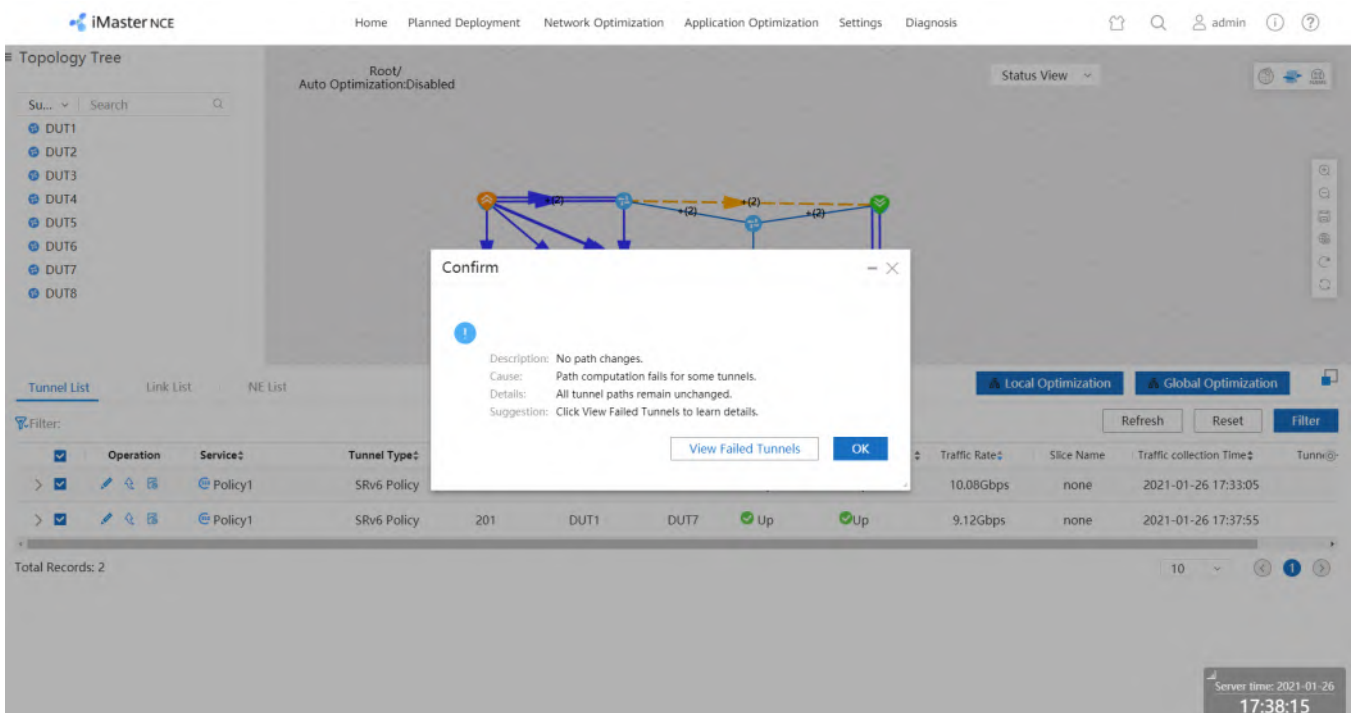 iMaster NCE Home Planned Deployment Network Optimization Application Optimization Settings Diagnosis admin
Topology Tree
Root/
Auto Optimization:Disabled
Status View
Su... Search
DUT1
DUT2
DUT3
DUT4
DUT5
DUT6
DUT7
DUT8
+(2) +(2) +(2) +(2)
Confirm
Description: No path changes.
Cause: Path computation fails for some tunnels.
Details: All tunnel paths remain unchanged.
Suggestion: Click View Failed Tunnels to learn details.
View Failed Tunnels OK
Tunnel List Link List NE List Local Optimization Global Optimization
Filter: Refresh Reset Filter
Operation Service Tunnel Type Traffic Rate Slice Name Traffic collection Time
Policy1 SRv6 Policy 10.08Gbps none 2021-01-26 17:33:05
Policy1 SRv6 Policy 201 DUT1 DUT7 Up Up 9.12Gbps none 2021-01-26 17:37:55
Total Records: 2 10 1
Server time: 2021-01-26
17:38:15